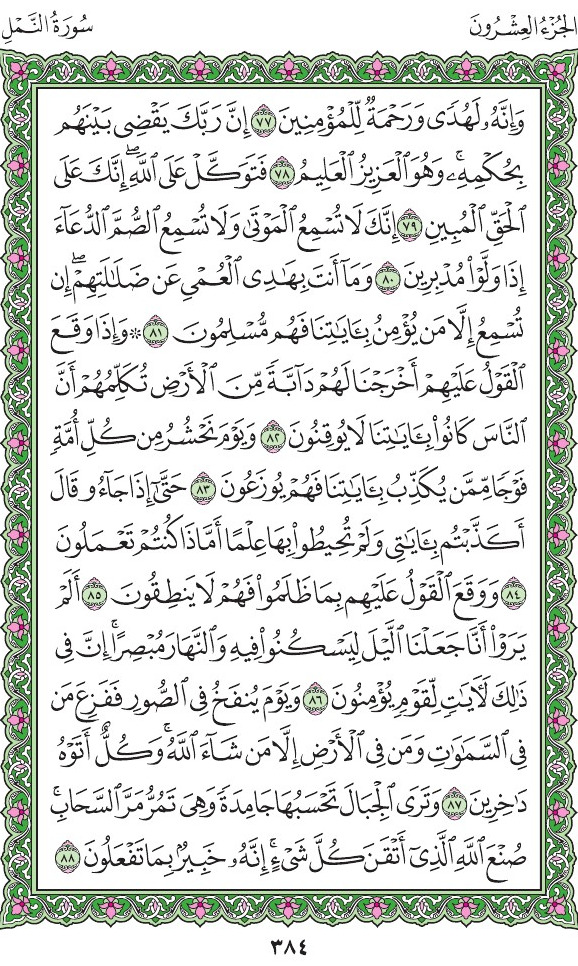 الجُزْءُ العِشْرُونَ
سُورَةُ النَّمْلِ
وَإِنَّهُۥ لَهُدًى وَرَحْمَةٌ لِّلْمُؤْمِنِينَ ٧٧ إِنَّ رَبَّكَ يَقْضِى بَيْنَهُم
بِحُكْمِهِۦۚ وَهُوَ ٱلْعَزِيزُ ٱلْعَلِيمُ ٧٨ فَتَوَكَّلْ عَلَى ٱللَّهِۖ إِنَّكَ عَلَى
ٱلْحَقِّ ٱلْمُبِينِ ٧٩ إِنَّكَ لَا تُسْمِعُ ٱلْمَوْتَىٰ وَلَا تُسْمِعُ ٱلصُّمَّ ٱلدُّعَآءَ
إِذَا وَلَّوْا۟ مُدْبِرِينَ ٨٠ وَمَآ أَنتَ بِهَٰدِى ٱلْعُمْىِ عَن ضَلَٰلَتِهِمْۖ إِن
تُسْمِعُ إِلَّا مَن يُؤْمِنُ بِـَٔايَٰتِنَا فَهُم مُّسْلِمُونَ ٨١ ۞ وَإِذَا وَقَعَ
ٱلْقَوْلُ عَلَيْهِمْ أَخْرَجْنَا لَهُمْ دَآبَّةً مِّنَ ٱلْأَرْضِ تُكَلِّمُهُمْ أَنَّ
ٱلنَّاسَ كَانُوا۟ بِـَٔايَٰتِنَا لَا يُوقِنُونَ ٨٢ وَيَوْمَ نَحْشُرُ مِن كُلِّ أُمَّةٍ
فَوْجًا مِّمَّن يُكَذِّبُ بِـَٔايَٰتِنَا فَهُمْ يُوزَعُونَ ٨٣ حَتَّىٰٓ إِذَا جَآءُو قَالَ
أَكَذَّبْتُم بِـَٔايَٰتِى وَلَمْ تُحِيطُوا۟ بِهَا عِلْمًا أَمَّاذَا كُنتُمْ تَعْمَلُونَ
٨٤ وَوَقَعَ ٱلْقَوْلُ عَلَيْهِم بِمَا ظَلَمُوا۟ فَهُمْ لَا يَنطِقُونَ ٨٥ أَلَمْ
يَرَوْا۟ أَنَّا جَعَلْنَا ٱلَّيْلَ لِيَسْكُنُوا۟ فِيهِ وَٱلنَّهَارَ مُبْصِرًاۚ إِنَّ فِى
ذَٰلِكَ لَـَٔايَٰتٍ لِّقَوْمٍ يُؤْمِنُونَ ٨٦ وَيَوْمَ يُنفَخُ فِى ٱلصُّورِ فَفَزِعَ مَن
فِى ٱلسَّمَٰوَٰتِ وَمَن فِى ٱلْأَرْضِ إِلَّا مَن شَآءَ ٱللَّهُۚ وَكُلٌّ أَتَوْهُ
دَٰخِرِينَ ٨٧ وَتَرَى ٱلْجِبَالَ تَحْسَبُهَا جَامِدَةً وَهِىَ تَمُرُّ مَرَّ ٱلسَّحَابِۚ
صُنْعَ ٱللَّهِ ٱلَّذِىٓ أَتْقَنَ كُلَّ شَىْءٍۚ إِنَّهُۥ خَبِيرٌۢ بِمَا تَفْعَلُونَ ٨٨
٣٨٤